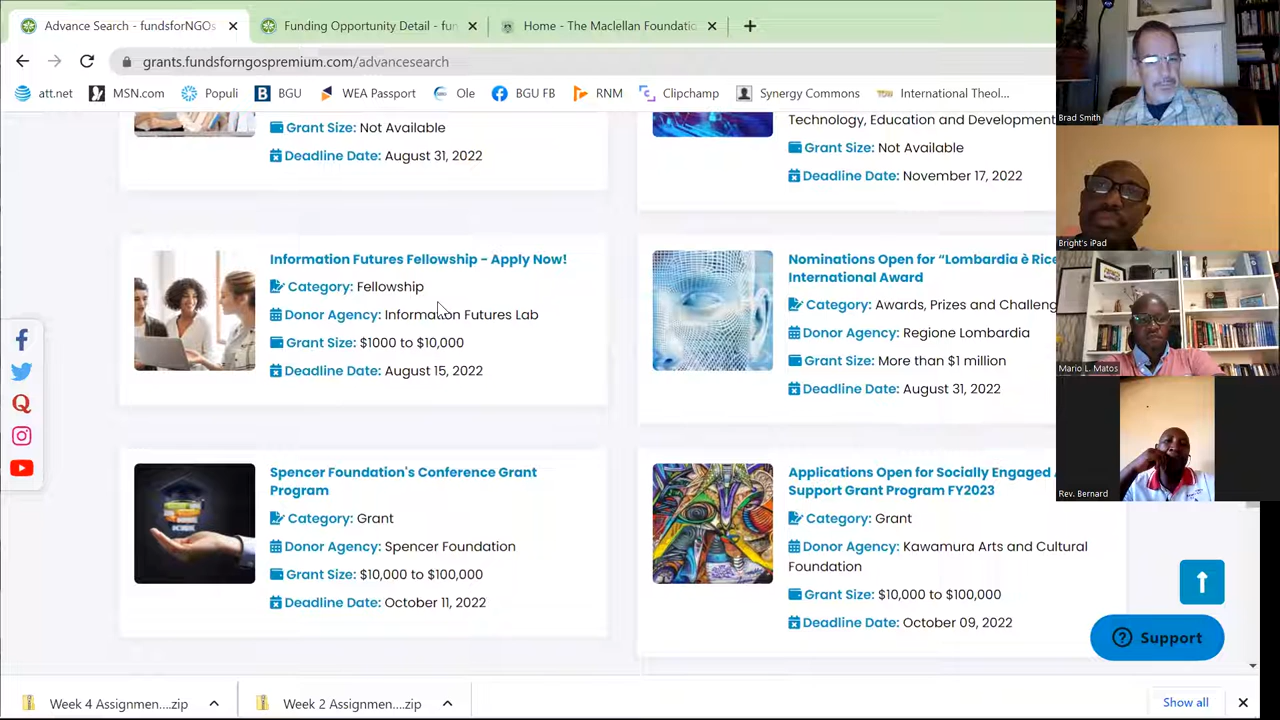 Advance Search - fundsforNGOs
Funding Opportunity Detail - fun
Home - The Maclellan Foundatio
grants.fundsforngospremium.com/advancesearch
att.net
MSN.com
Populi
BGU
WEA Passport
Ole
BGU FB
RNM
Clipchamp
Synergy Commons
International Theol...
Grant Size: Not Available
Deadline Date: August 31, 2022
Technology, Education and Development
Grant Size: Not Available
Deadline Date: November 17, 2022
Information Futures Fellowship - Apply Now!
Category: Fellowship
Donor Agency: Information Futures Lab
Grant Size: $1000 to $10,000
Deadline Date: August 15, 2022
Nominations Open for “Lombardia è Rice
International Award
Category: Awards, Prizes and Challeng
Donor Agency: Regione Lombardia
Grant Size: More than $1 million
Deadline Date: August 31, 2022
Spencer Foundation's Conference Grant
Program
Category: Grant
Donor Agency: Spencer Foundation
Grant Size: $10,000 to $100,000
Deadline Date: October 11, 2022
Applications Open for Socially Engaged
Support Grant Program FY2023
Category: Grant
Donor Agency: Kawamura Arts and Cultural
Foundation
Grant Size: $10,000 to $100,000
Deadline Date: October 09, 2022
Brad Smith
Bright's iPad
Mario L. Matos
Rev. Bernard
Support
Week 4 Assignmen....zip
Week 2 Assignmen....zip
Show all